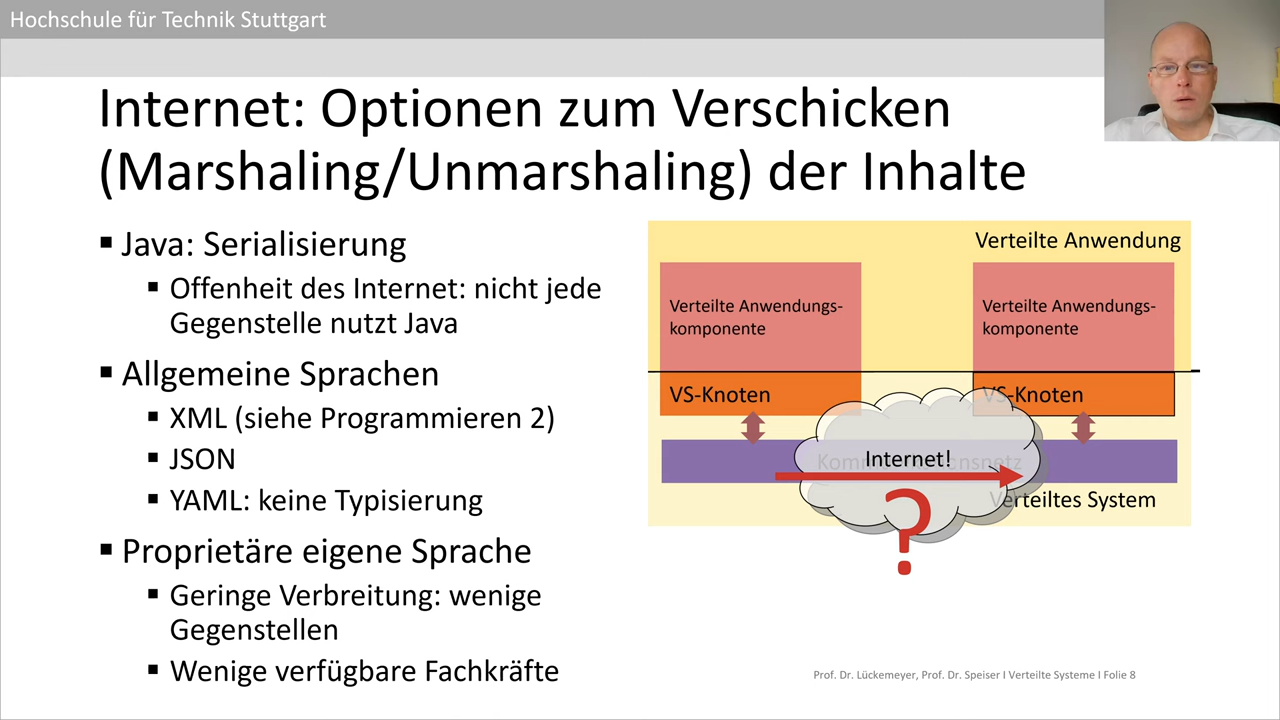 Hochschule für Technik Stuttgart
Internet: Optionen zum Verschicken
(Marshaling/Unmarshaling) der Inhalte
Java: Serialisierung
Offenheit des Internet: nicht jede
Gegenstelle nutzt Java
Allgemeine Sprachen
XML (siehe Programmieren 2)
JSON
YAML: keine Typisierung
Proprietäre eigene Sprache
Geringe Verbreitung: wenige
Gegenstellen
Wenige verfügbare Fachkräfte
Verteilte Anwendung
Verteilte Anwendungs-
komponente
Verteilte Anwendungs-
komponente
VS-Knoten
VS-Knoten
Internet!
?
Verteiltes System
Prof. Dr. Lückemeyer, Prof. Dr. Speiser I Verteilte Systeme I Folie 8